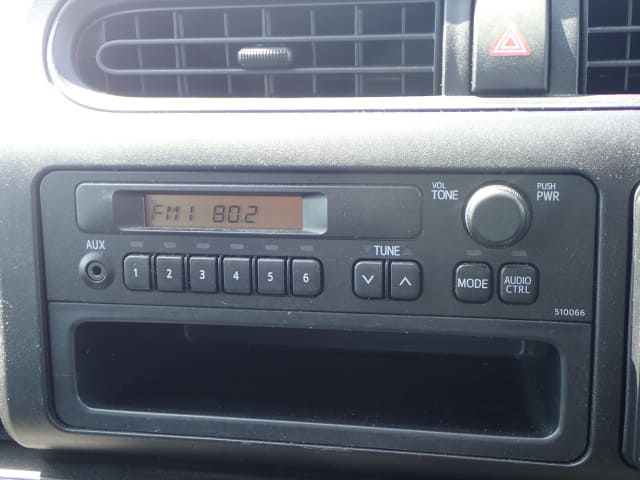 FM1 80.2
VOL
TONE
PUSH
PWR
AUX
TUNE
1 2 3 4 5 6
MODE
AUDIO
CTRL
510066